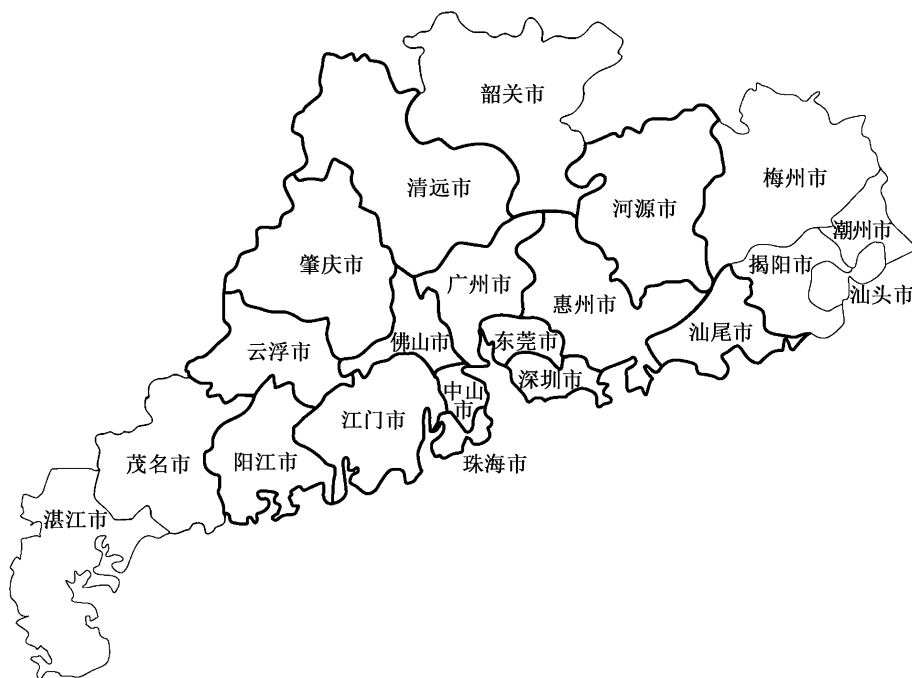 韶关市
梅州市
清远市
河源市
潮州市
肇庆市
揭阳市
广州市
汕头市
惠州市
汕尾市
佛山市
东莞市
云浮市
深圳市
中山
市
江门市
茂名市
阳江市
珠海市
湛江市